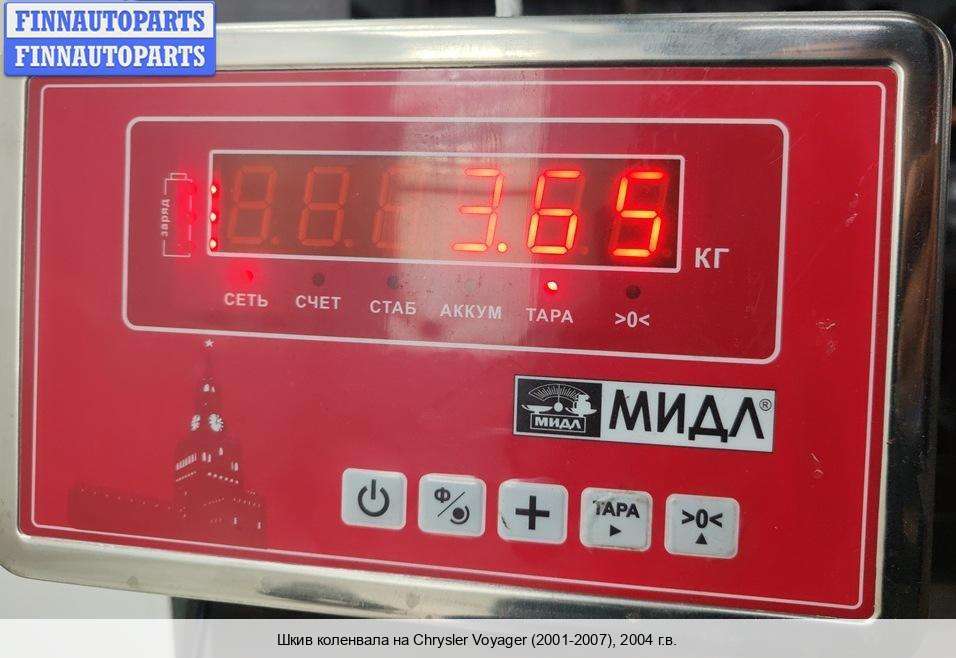 FINNAUTOPARTS
FINNAUTOPARTS
заряд
3.65
КГ
СЕТЬ СЧЕТ СТАБ АККУМ ТАРА >0<
МИДЛ МИДЛ®
Ф
ТАРА >0<
Шкив коленвала на Chrysler Voyager (2001-2007), 2004 г.в.